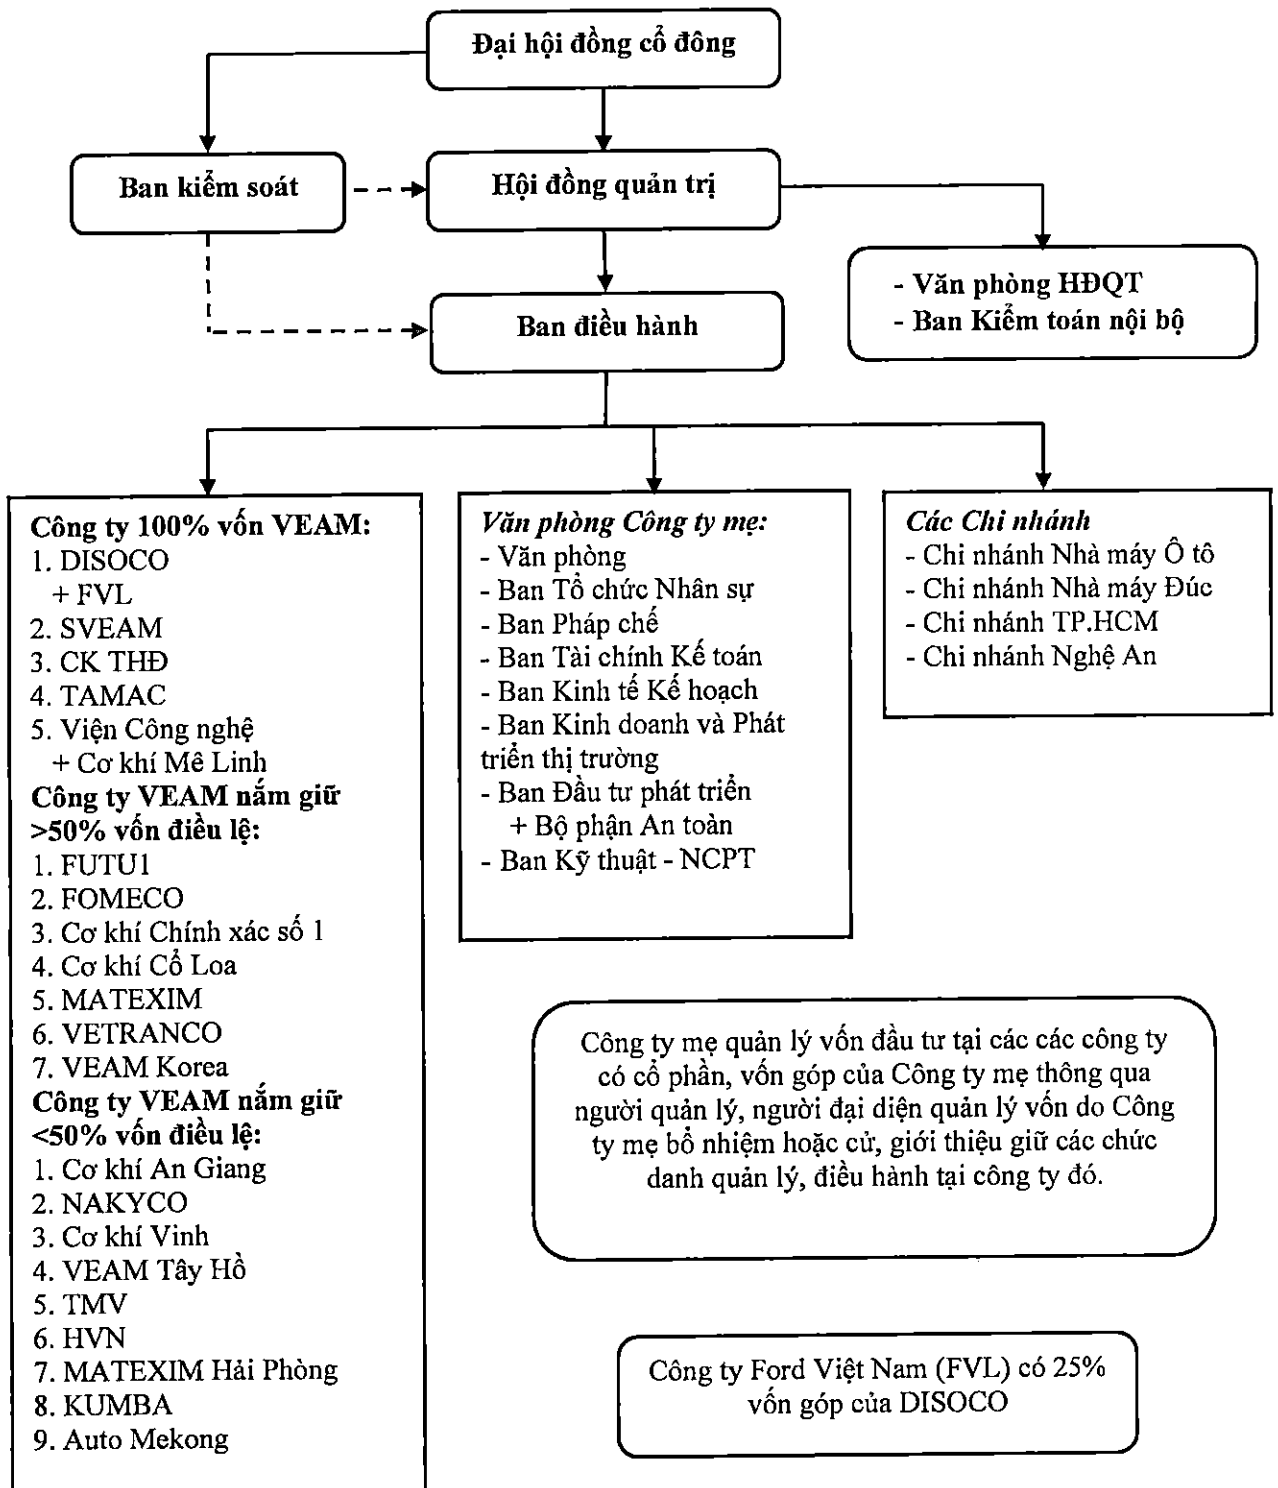 Đại hội đồng cổ đông
Ban kiểm soát
Hội đồng quản trị
- Văn phòng HĐQT
- Ban Kiểm toán nội bộ
Ban điều hành
Công ty 100% vốn VEAM:
1. DISOCO
+ FVL
2. SVEAM
3. CK THĐ
4. TAMAC
5. Viện Công nghệ
+ Cơ khí Mê Linh
Công ty VEAM nắm giữ
>50% vốn điều lệ:
1. FUTU1
2. FOMECO
3. Cơ khí Chính xác số 1
4. Cơ khí Cổ Loa
5. MATEXIM
6. VETRANCO
7. VEAM Korea
Công ty VEAM nắm giữ
<50% vốn điều lệ:
1. Cơ khí An Giang
2. NAKYCO
3. Cơ khí Vinh
4. VEAM Tây Hồ
5. TMV
6. HVN
7. MATEXIM Hải Phòng
8. KUMBA
9. Auto Mekong
Văn phòng Công ty mẹ:
- Văn phòng
- Ban Tổ chức Nhân sự
- Ban Pháp chế
- Ban Tài chính Kế toán
- Ban Kinh tế Kế hoạch
- Ban Kinh doanh và Phát
triển thị trường
- Ban Đầu tư phát triển
+ Bộ phận An toàn
- Ban Kỹ thuật - NCPT
Các Chi nhánh
- Chi nhánh Nhà máy Ô tô
- Chi nhánh Nhà máy Đúc
- Chi nhánh TP.HCM
- Chi nhánh Nghệ An
Công ty mẹ quản lý vốn đầu tư tại các các công ty
có cổ phần, vốn góp của Công ty mẹ thông qua
người quản lý, người đại diện quản lý vốn do Công
ty mẹ bổ nhiệm hoặc cử, giới thiệu giữ các chức
danh quản lý, điều hành tại công ty đó.
Công ty Ford Việt Nam (FVL) có 25%
vốn góp của DISOCO